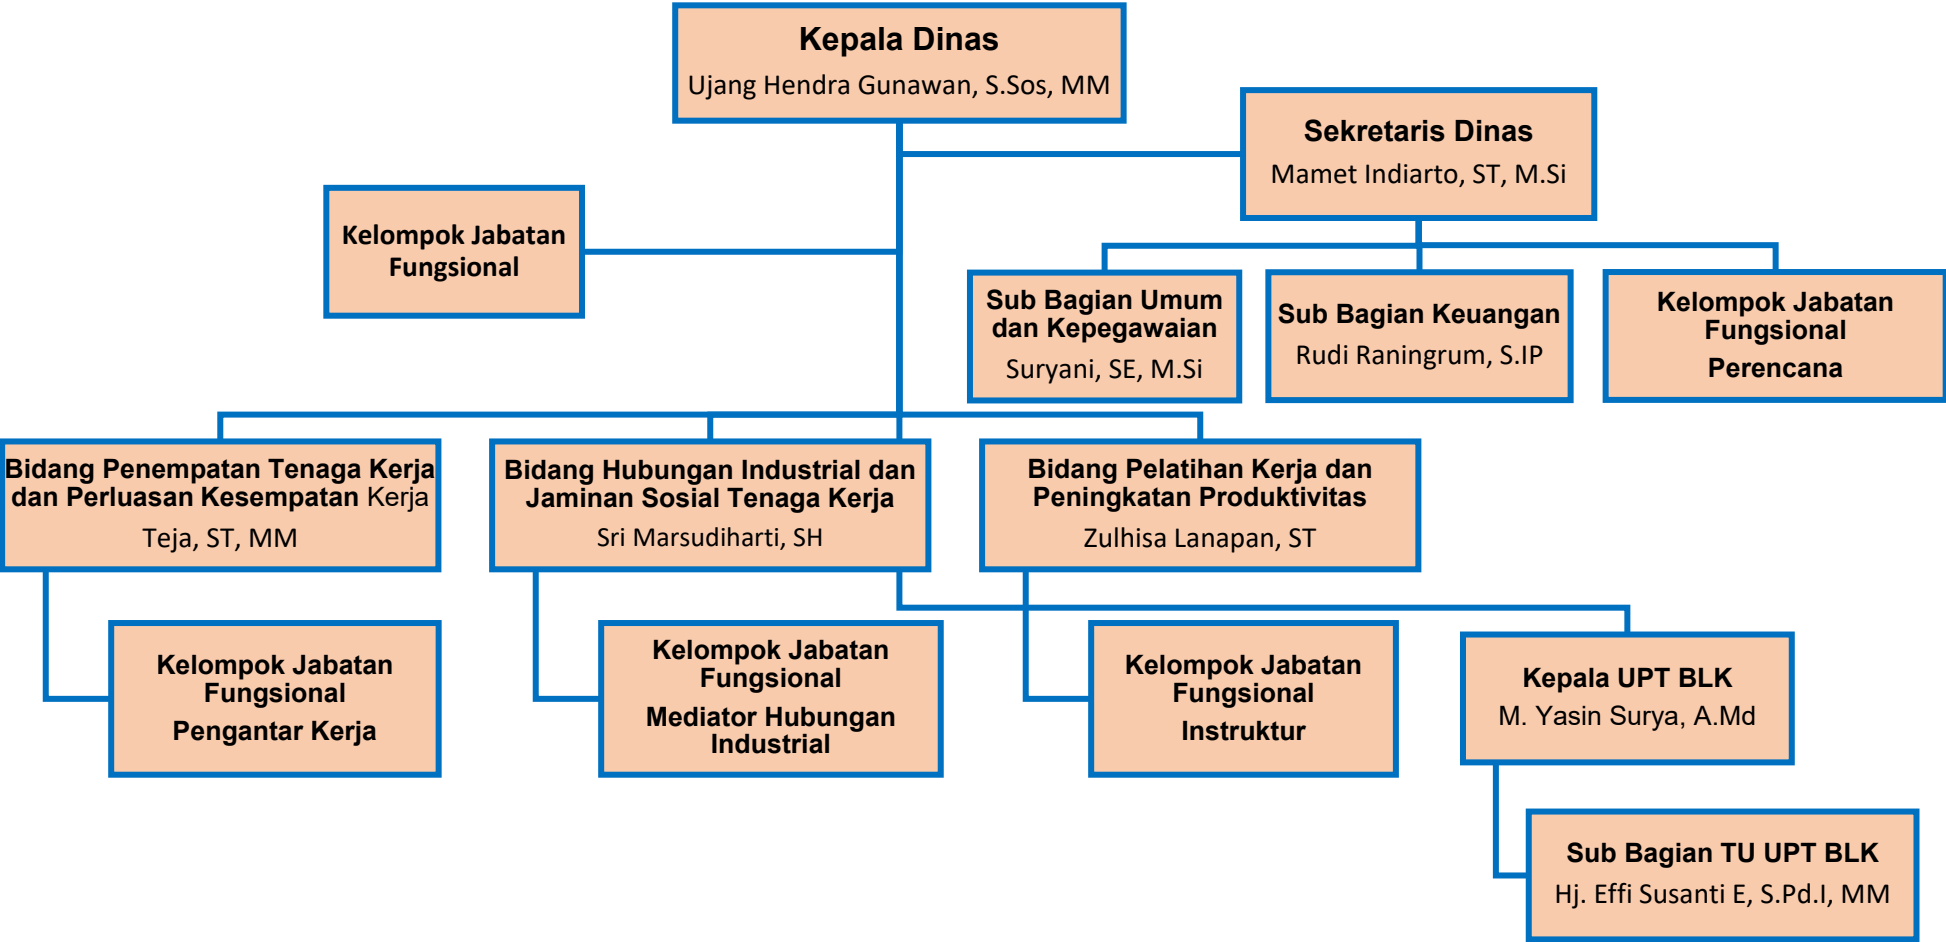 Kepala Dinas
Ujang Hendra Gunawan, S.Sos, MM
Sekretaris Dinas
Mamet Indiarto, ST, M.Si
Kelompok Jabatan
Fungsional
Sub Bagian Umum
dan Kepegawaian
Suryani, SE, M.Si
Sub Bagian Keuangan
Rudi Raningrum, S.IP
Kelompok Jabatan
Fungsional
Perencana
Bidang Penempatan Tenaga Kerja
dan Perluasan Kesempatan Kerja
Teja, ST, MM
Bidang Hubungan Industrial dan
Jaminan Sosial Tenaga Kerja
Sri Marsudiharti, SH
Bidang Pelatihan Kerja dan
Peningkatan Produktivitas
Zulhisa Lanapan, ST
Kelompok Jabatan
Fungsional
Pengantar Kerja
Kelompok Jabatan
Fungsional
Mediator Hubungan
Industrial
Kelompok Jabatan
Fungsional
Instruktur
Kepala UPT BLK
M. Yasin Surya, A.Md
Sub Bagian TU UPT BLK
Hj. Effi Susanti E, S.Pd.I, MM